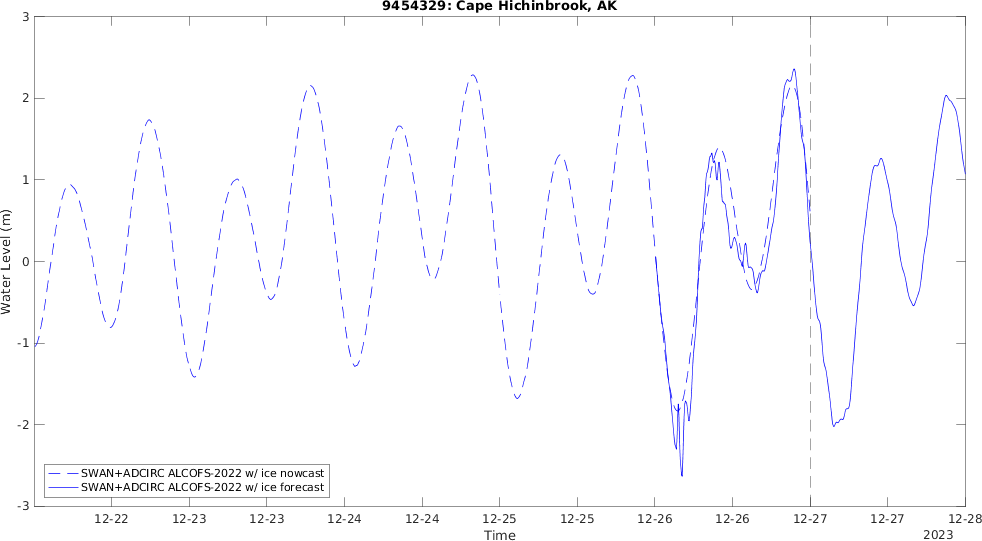 9454329: Cape Hichinbrook, AK
3
2
1
0
-1
-2
-3
Water Level (m)
SWAN+ADCIRC ALCOFS-2022 w/ ice nowcast
SWAN+ADCIRC ALCOFS-2022 w/ ice forecast
12-22 12-23 12-23 12-24 12-24 12-25 12-25 12-26 12-26 12-27 12-27 12-28
Time
2023